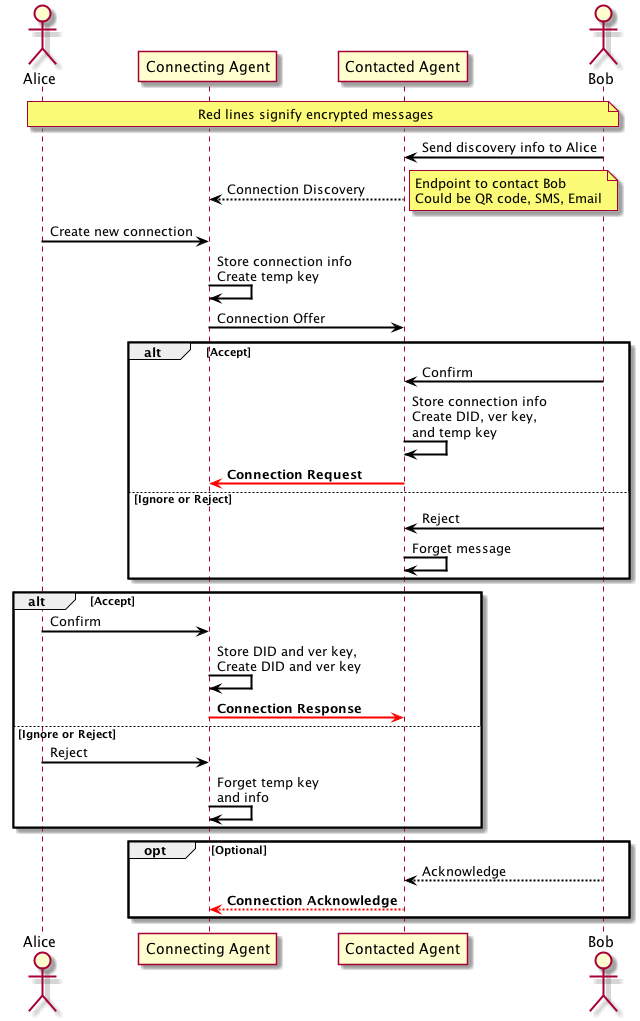 Alice
Connecting Agent
Contacted Agent
Bob
Red lines signify encrypted messages
Send discovery info to Alice
Connection Discovery
Endpoint to contact Bob
Could be QR code, SMS, Email
Create new connection
Store connection info
Create temp key
Connection Offer
alt
[Accept]
Confirm
Store connection info
Create DID, ver key,
and temp key
Connection Request
[Ignore or Reject]
Reject
Forget message
alt
[Accept]
Confirm
Store DID and ver key,
Create DID and ver key
Connection Response
[Ignore or Reject]
Reject
Forget temp key
and info
opt
[Optional]
Acknowledge
Connection Acknowledge
Alice
Connecting Agent
Contacted Agent
Bob